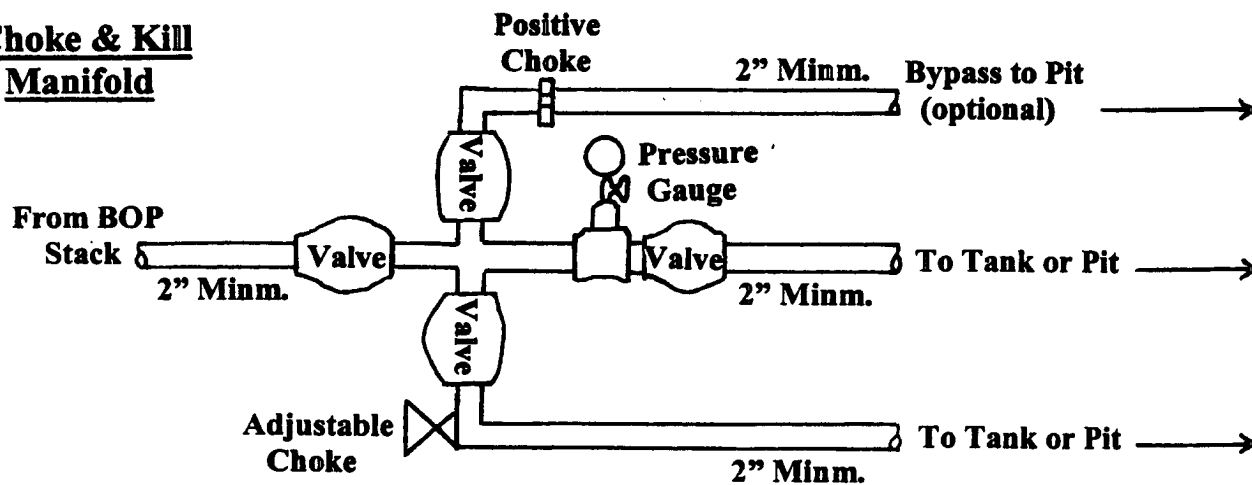 Choke & Kill
Manifold
Positive
Choke
2” Minm.
Bypass to Pit
(optional)
Valve
Pressure
Gauge
From BOP
Stack
Valve
Valve
To Tank or Pit
2” Minm.
2” Minm.
Valve
Adjustable
Choke
To Tank or Pit
2” Minm.